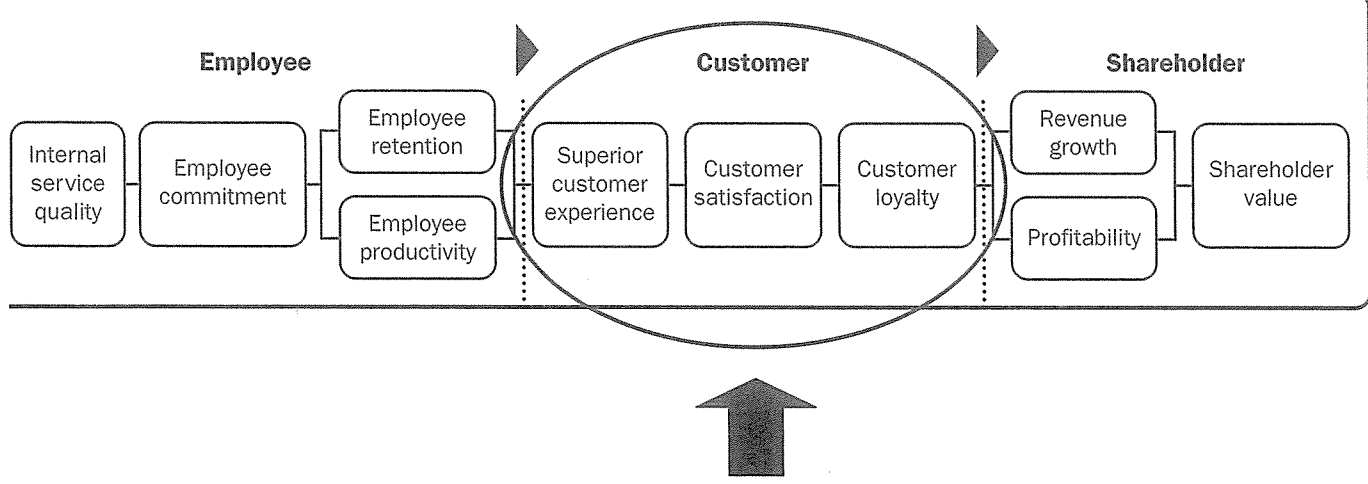 Employee
Customer
Shareholder
Internal
service
quality
Employee
commitment
Employee
retention
Employee
productivity
Superior
customer
experience
Customer
satisfaction
Customer
loyalty
Revenue
growth
Profitability
Shareholder
value